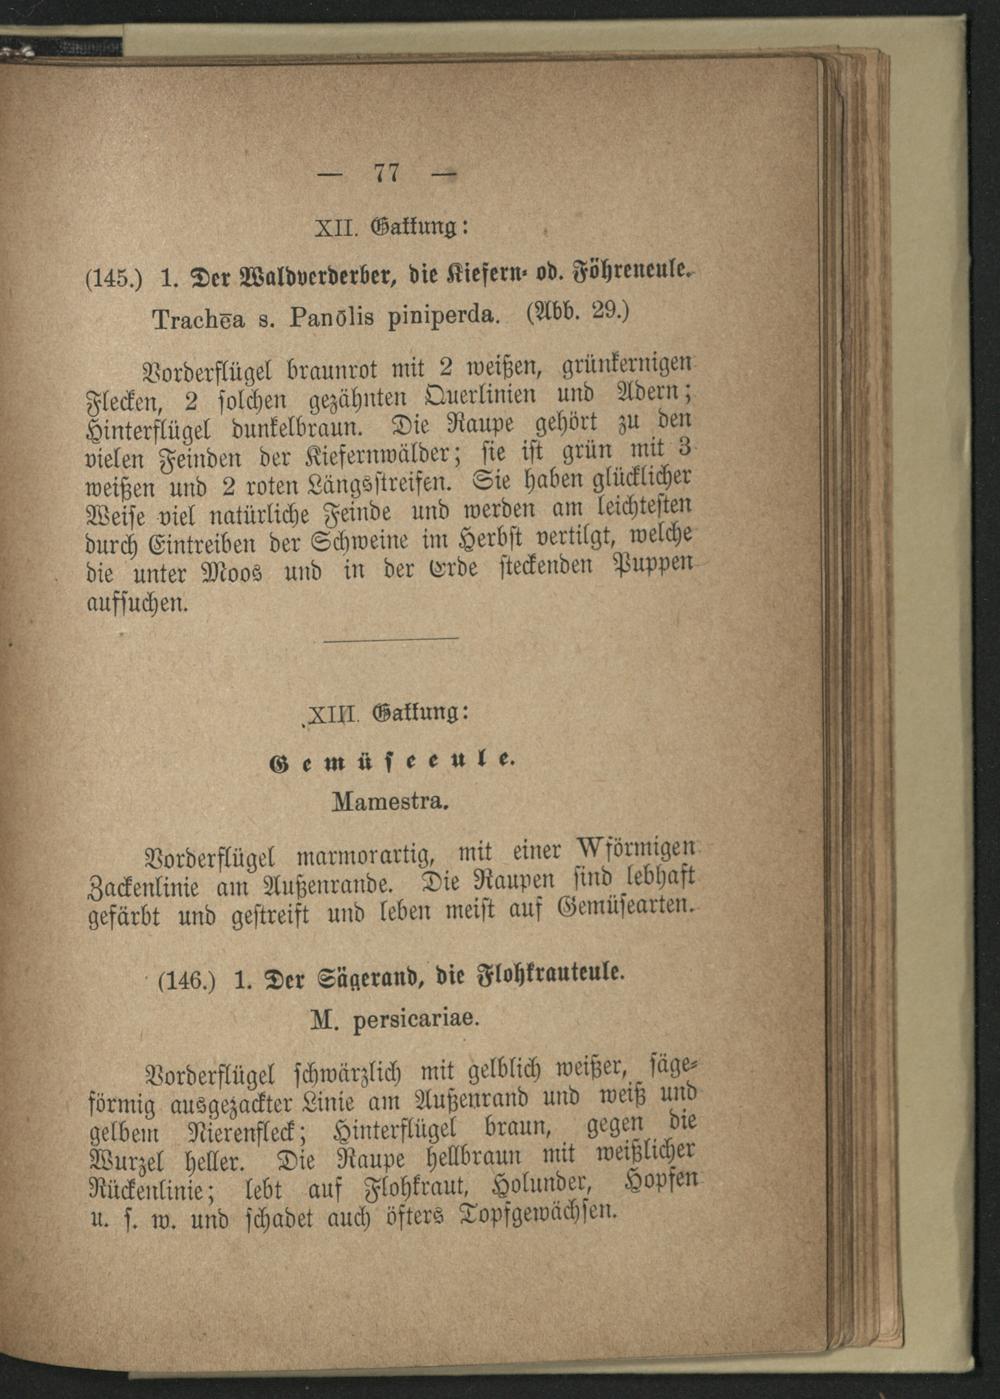 — 77 —
XII. Gattung:
(145.) 1. Der Waldverderber, die Kiefern- od. Föhreneule.
Trachēa s. Panōlis piniperda. (Abb. 29.)
Vorderflügel braunrot mit 2 weißen, grünkernigen
Flecken, 2 solchen gezähnten Querlinien und Adern;
Hinterflügel dunkelbraun. Die Raupe gehört zu den
vielen Feinden der Kiefernwälder; sie ist grün mit 3
weißen und 2 roten Längsstreifen. Sie haben glücklicher
Weise viel natürliche Feinde und werden am leichtesten
durch Eintreiben der Schweine im Herbst vertilgt, welche
die unter Moos und in der Erde steckenden Puppen
aufsuchen.
XIII. Gattung:
Gemüseeule.
Mamestra.
Vorderflügel marmorartig, mit einer Wförmigen
Zackenlinie am Außenrande. Die Raupen sind lebhaft
gefärbt und gestreift und leben meist auf Gemüsearten.
(146.) 1. Der Sägerand, die Flohkrauteule.
M. persicariae.
Vorderflügel schwärzlich mit gelblich weißer, säge-
förmig ausgezackter Linie am Außenrand und weiß und
gelbem Nierenfleck; Hinterflügel braun, gegen die
Wurzel heller. Die Raupe hellbraun mit weißlicher
Rückenlinie; lebt auf Flohkraut, Holunder, Hopfen
u. s. w. und schadet auch öfters Topfgewächsen.